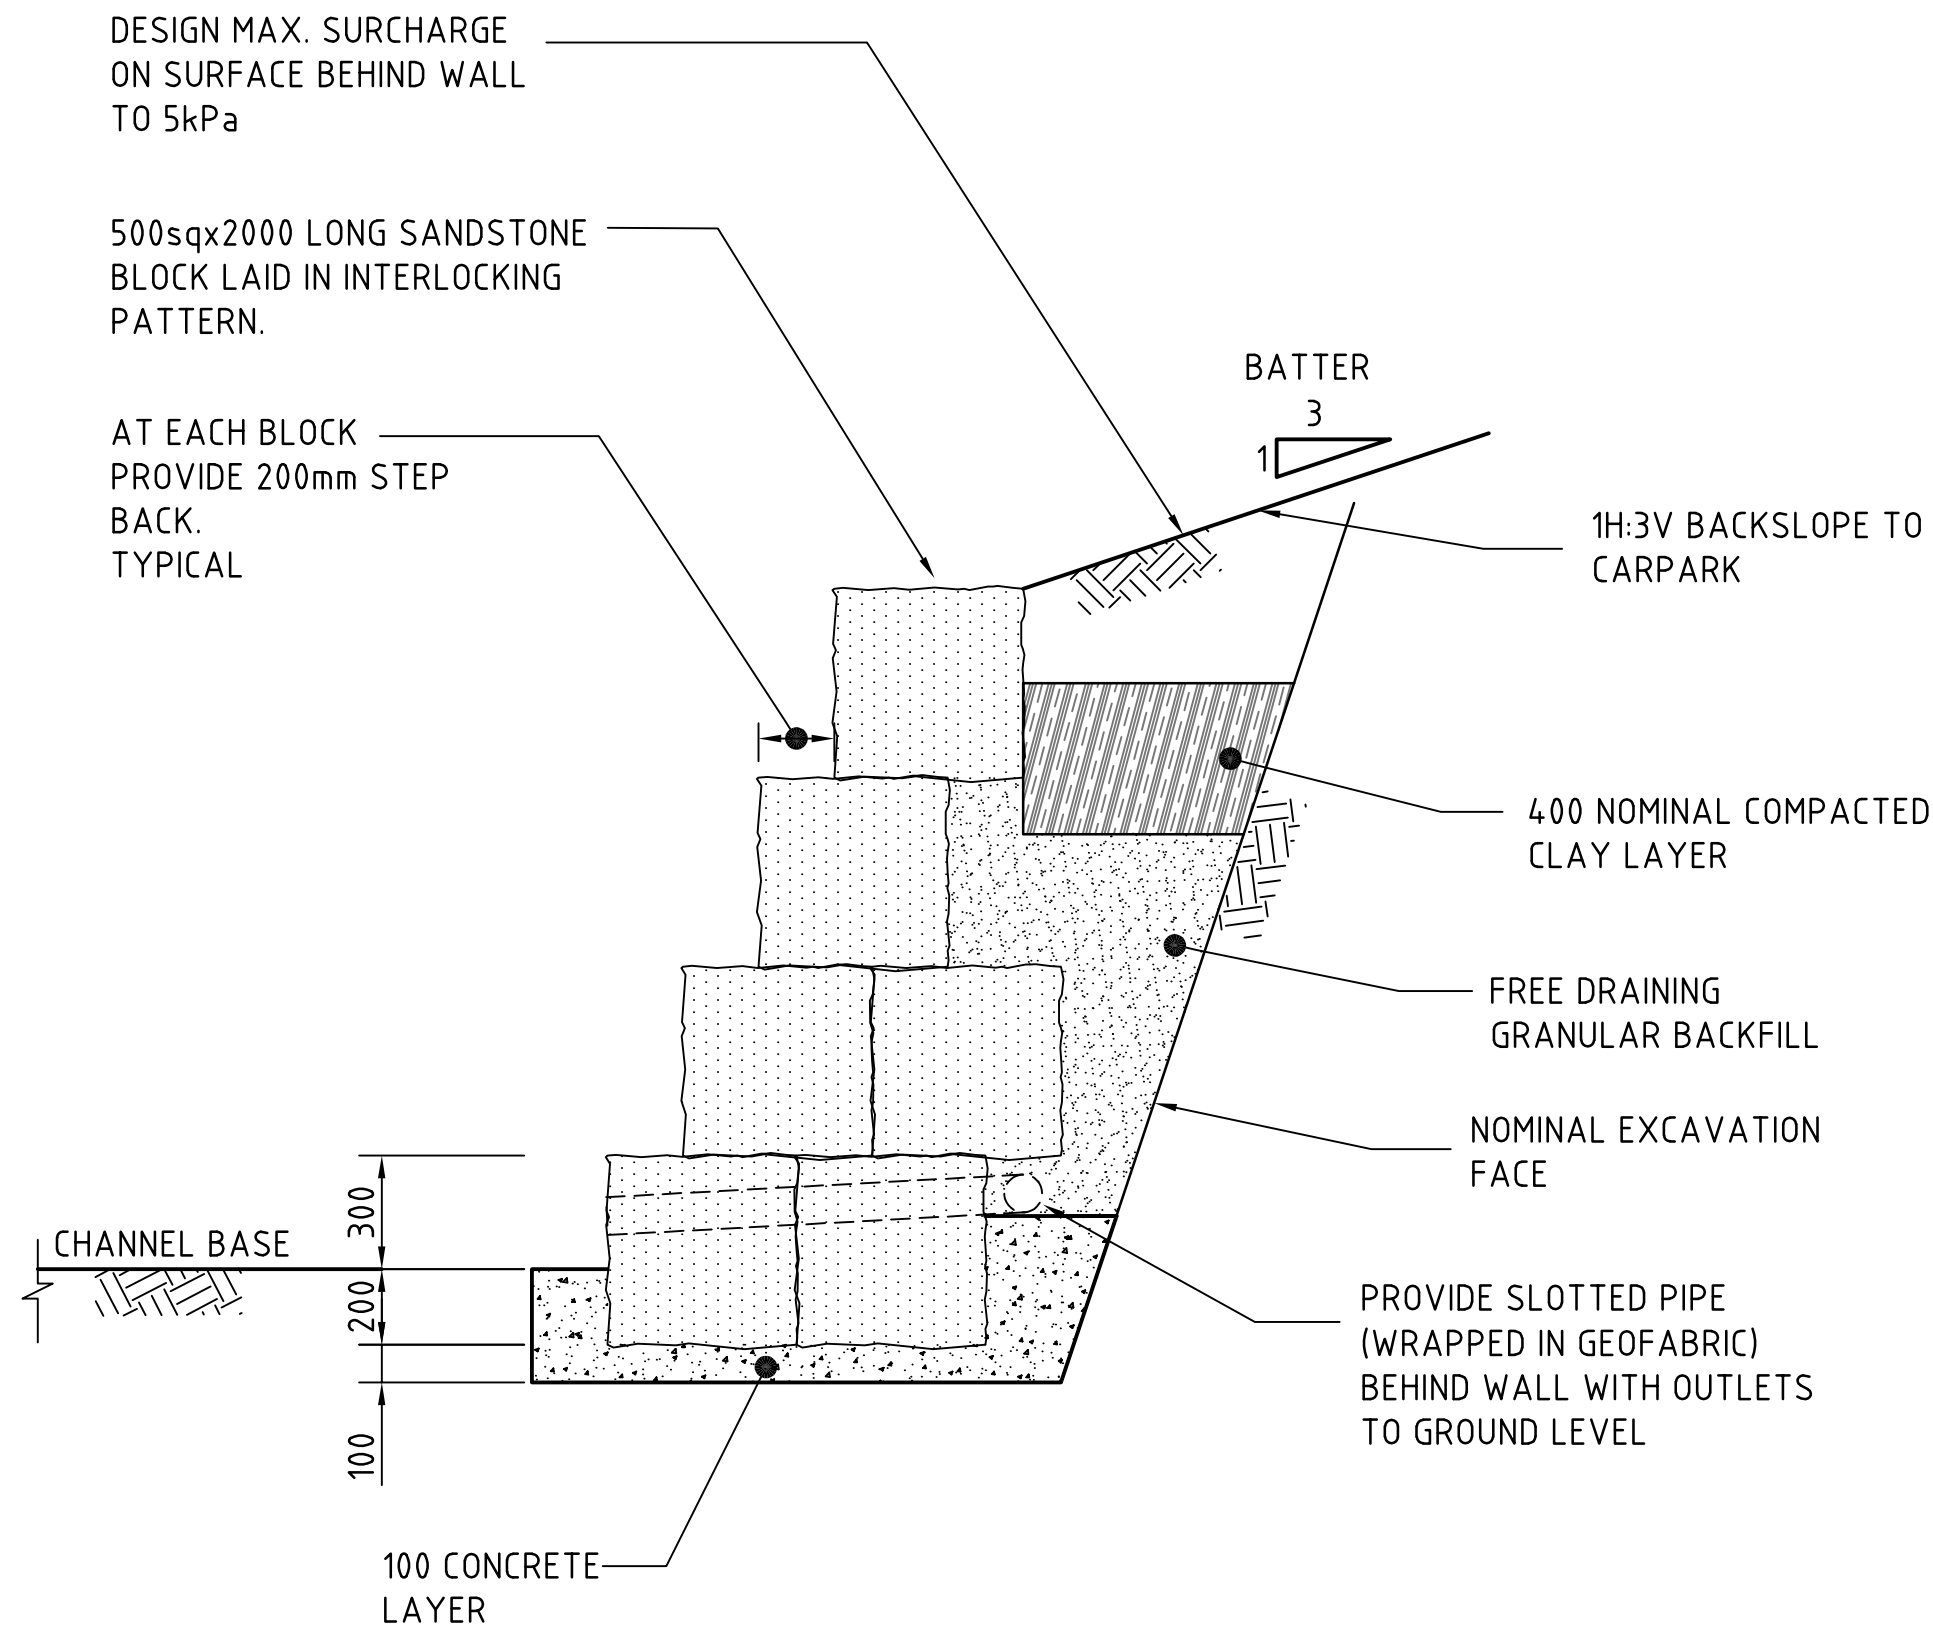 DESIGN MAX. SURCHARGE
ON SURFACE BEHIND WALL
TO 5kPa
500sqx2000 LONG SANDSTONE
BLOCK LAID IN INTERLOCKING
PATTERN.
AT EACH BLOCK
PROVIDE 200mm STEP
BACK.
TYPICAL
BATTER
3
1
1H:3V BACKSLOPE TO
CARPARK
400 NOMINAL COMPACTED
CLAY LAYER
FREE DRAINING
GRANULAR BACKFILL
NOMINAL EXCAVATION
FACE
300
CHANNEL BASE
200
100
PROVIDE SLOTTED PIPE
(WRAPPED IN GEOFABRIC)
BEHIND WALL WITH OUTLETS
TO GROUND LEVEL
100 CONCRETE
LAYER